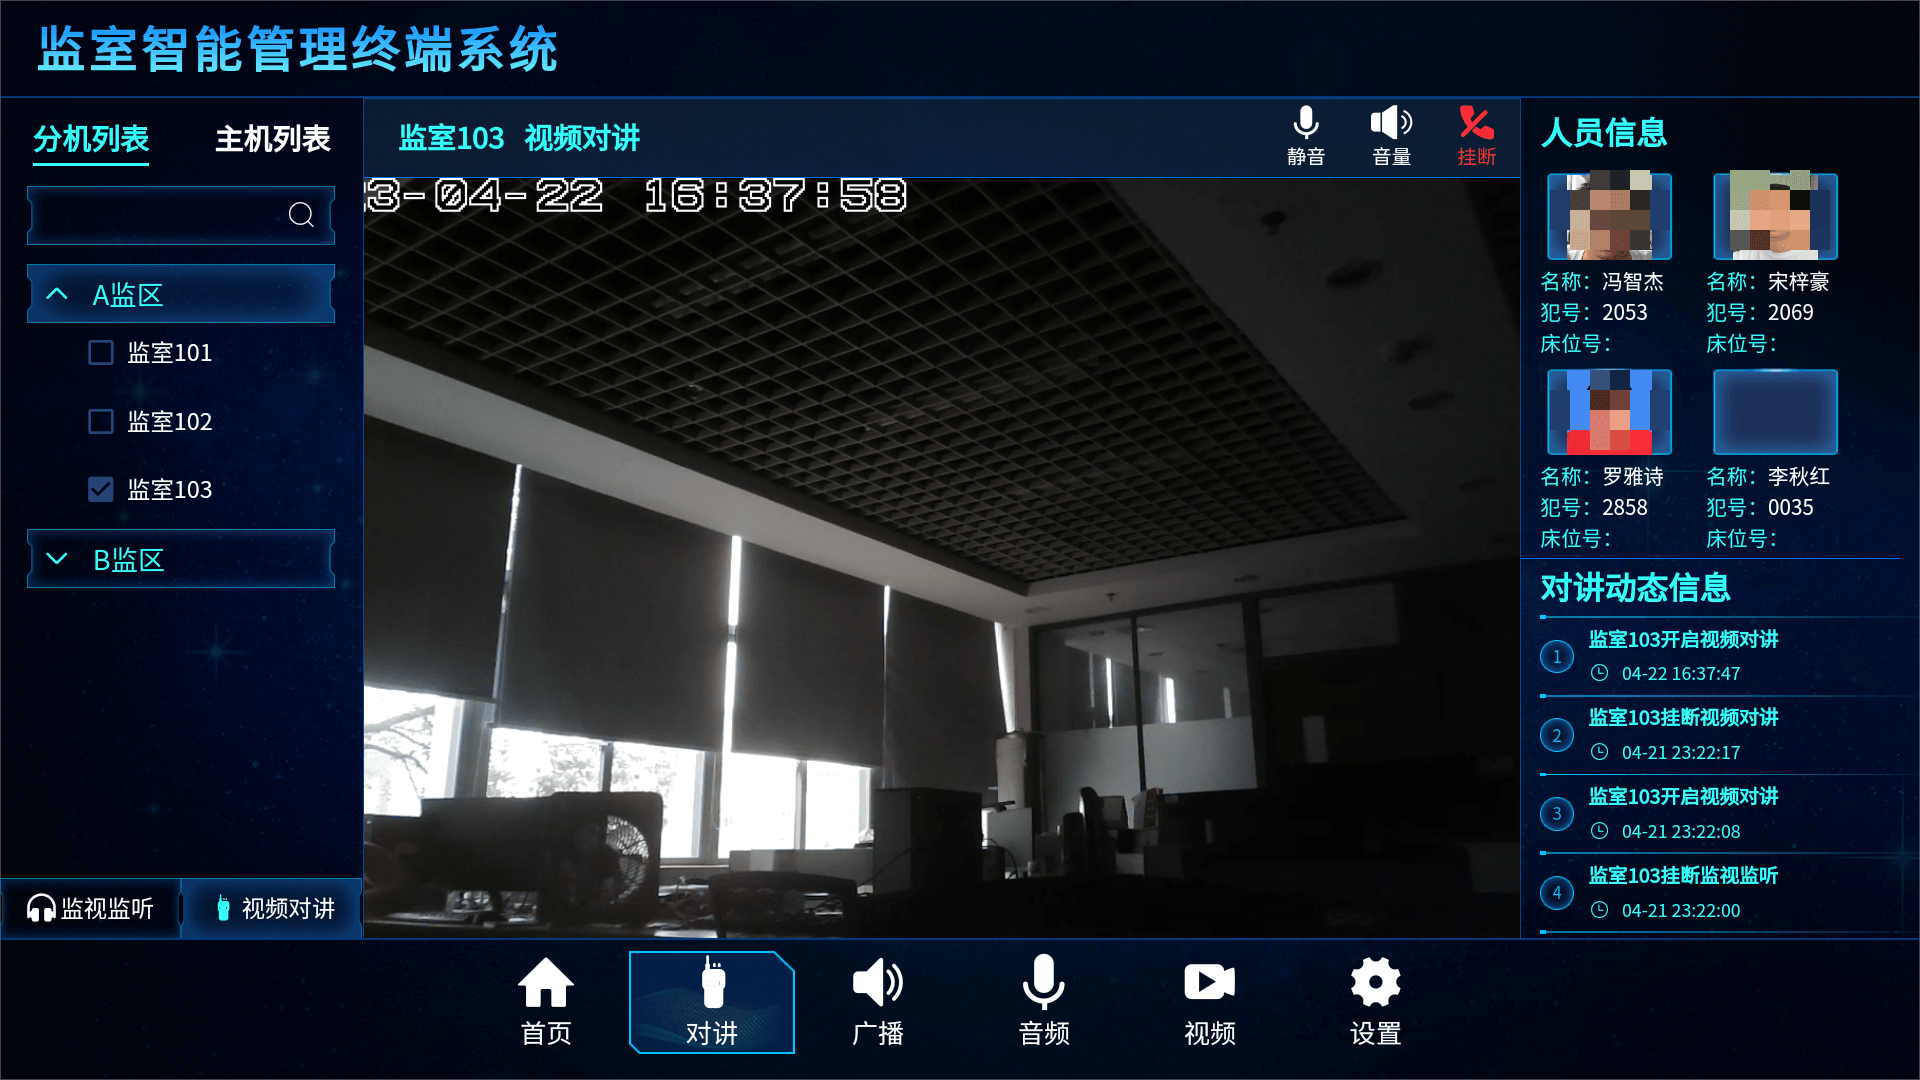 监室智能管理终端系统
分机列表 主机列表
A监区
监室101
监室102
监室103
B监区
监视监听 视频对讲
监室103 视频对讲
静音 音量 挂断
3-04-22 16:37:58
人员信息
名称：冯智杰
犯号：2053
床位号：
名称：宋梓豪
犯号：2069
床位号：
名称：罗雅诗
犯号：2858
床位号：
名称：李秋红
犯号：0035
床位号：
对讲动态信息
1 监室103开启视频对讲
04-22 16:37:47
2 监室103挂断视频对讲
04-21 23:22:17
3 监室103开启视频对讲
04-21 23:22:08
4 监室103挂断监视监听
04-21 23:22:00
首页 对讲 广播 音频 视频 设置